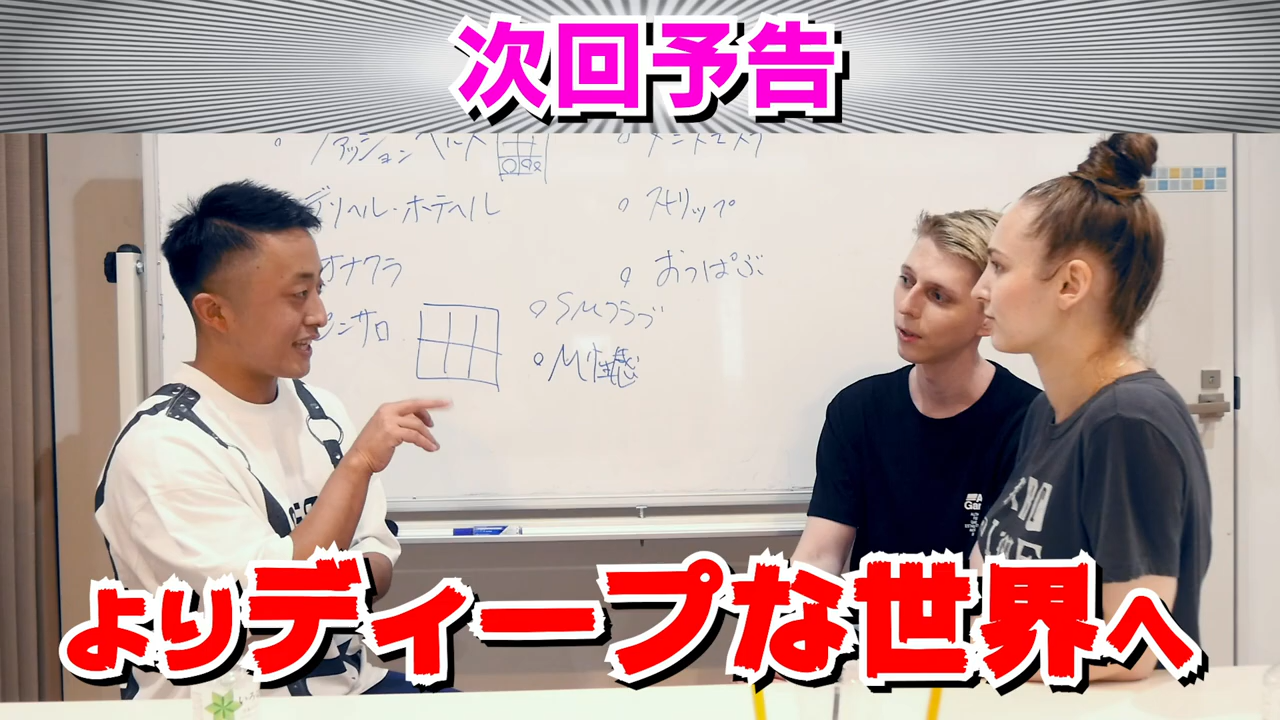 次回予告
ファッションヘルス
デリヘル・ホテヘル
ストリップ
オナクラ
おっぱぶ
ピンサロ
SMクラブ
M性感
よりディープな世界へ